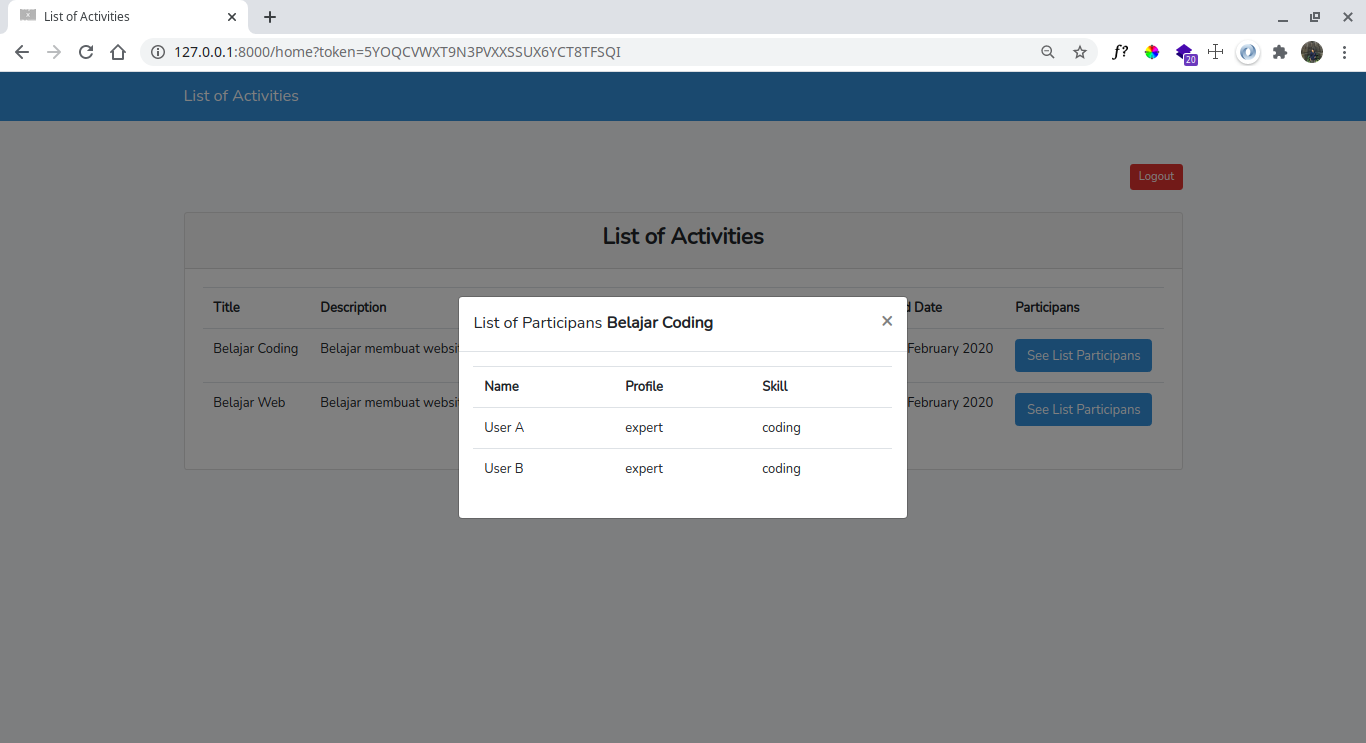 List of Activities
127.0.0.1:8000/home?token=5YOQCVWXT9N3PVXXSSUX6YCT8TFSQI
f?
20
List of Activities
Logout
List of Activities
Title Description d Date Participans
Belajar Coding Belajar membuat websi February 2020 See List Participans
Belajar Web Belajar membuat websi February 2020 See List Participans
List of Participans Belajar Coding ×
Name Profile Skill
User A expert coding
User B expert coding